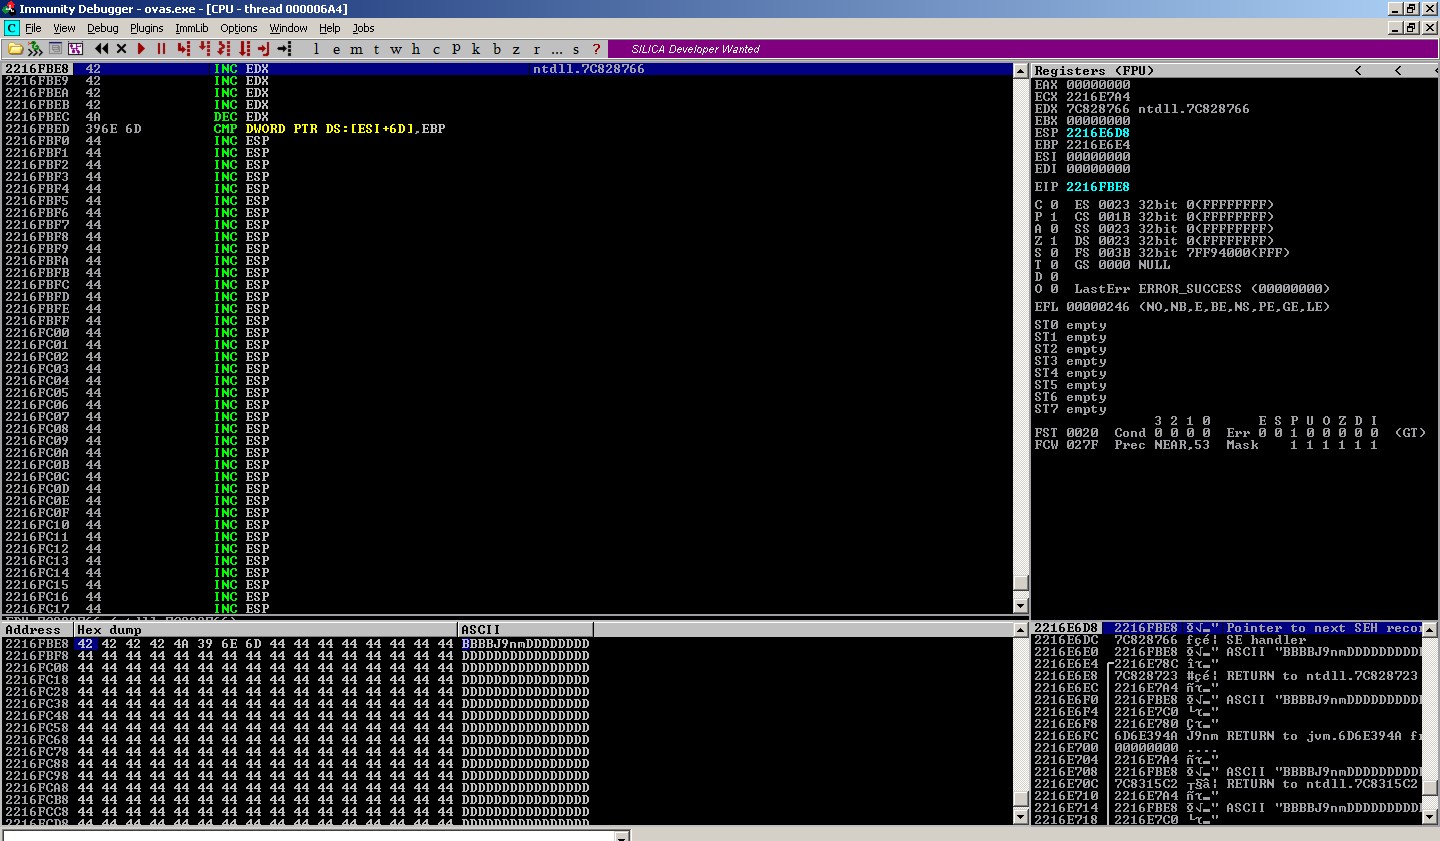 Immunity Debugger - ovas.exe - [CPU - thread 000006A4]
C File View Debug Plugins ImmLib Options Window Help Jobs
l e m t w h c P k b z r ... s ? SILICA Developer Wanted
2216FBE8 42 INC EDX ntdll.7C828766
2216FBE9 42 INC EDX
2216FBEA 42 INC EDX
2216FBEB 42 INC EDX
2216FBEC 4A DEC EDX
2216FBED 396E 6D CMP DWORD PTR DS:[ESI+6D],EBP
2216FBF0 44 INC ESP
2216FBF1 44 INC ESP
2216FBF2 44 INC ESP
2216FBF3 44 INC ESP
2216FBF4 44 INC ESP
2216FBF5 44 INC ESP
2216FBF6 44 INC ESP
2216FBF7 44 INC ESP
2216FBF8 44 INC ESP
2216FBF9 44 INC ESP
2216FBFA 44 INC ESP
2216FBFB 44 INC ESP
2216FBFC 44 INC ESP
2216FBFD 44 INC ESP
2216FBFE 44 INC ESP
2216FBFF 44 INC ESP
2216FC00 44 INC ESP
2216FC01 44 INC ESP
2216FC02 44 INC ESP
2216FC03 44 INC ESP
2216FC04 44 INC ESP
2216FC05 44 INC ESP
2216FC06 44 INC ESP
2216FC07 44 INC ESP
2216FC08 44 INC ESP
2216FC09 44 INC ESP
2216FC0A 44 INC ESP
2216FC0B 44 INC ESP
2216FC0C 44 INC ESP
2216FC0D 44 INC ESP
2216FC0E 44 INC ESP
2216FC0F 44 INC ESP
2216FC10 44 INC ESP
2216FC11 44 INC ESP
2216FC12 44 INC ESP
2216FC13 44 INC ESP
2216FC14 44 INC ESP
2216FC15 44 INC ESP
2216FC16 44 INC ESP
2216FC17 44 INC ESP
Registers (FPU) < < <
EAX 00000000
ECX 2216E7A4
EDX 7C828766 ntdll.7C828766
EBX 00000000
ESP 2216E6D8
EBP 2216E6E4
ESI 00000000
EDI 00000000
EIP 2216FBE8
C 0 ES 0023 32bit 0(FFFFFFFF)
P 1 CS 001B 32bit 0(FFFFFFFF)
A 0 SS 0023 32bit 0(FFFFFFFF)
Z 1 DS 0023 32bit 0(FFFFFFFF)
S 0 FS 003B 32bit 7FF94000(FFF)
T 0 GS 0000 NULL
D 0
O 0 LastErr ERROR_SUCCESS (00000000)
EFL 00000246 (NO,NB,E,BE,NS,PE,GE,LE)
ST0 empty
ST1 empty
ST2 empty
ST3 empty
ST4 empty
ST5 empty
ST6 empty
ST7 empty
3 2 1 0 E S P U O Z D I
FST 0020 Cond 0 0 0 0 Err 0 0 1 0 0 0 0 0 (GT)
FCW 027F Prec NEAR,53 Mask 1 1 1 1 1 1
Address Hex dump ASCII
2216FBE8 42 42 42 42 4A 39 6E 6D 44 44 44 44 44 44 44 44 BBBBJ9nmDDDDDDDD
2216FBF8 44 44 44 44 44 44 44 44 44 44 44 44 44 44 44 44 DDDDDDDDDDDDDDDD
2216FC08 44 44 44 44 44 44 44 44 44 44 44 44 44 44 44 44 DDDDDDDDDDDDDDDD
2216FC18 44 44 44 44 44 44 44 44 44 44 44 44 44 44 44 44 DDDDDDDDDDDDDDDD
2216FC28 44 44 44 44 44 44 44 44 44 44 44 44 44 44 44 44 DDDDDDDDDDDDDDDD
2216FC38 44 44 44 44 44 44 44 44 44 44 44 44 44 44 44 44 DDDDDDDDDDDDDDDD
2216FC48 44 44 44 44 44 44 44 44 44 44 44 44 44 44 44 44 DDDDDDDDDDDDDDDD
2216FC58 44 44 44 44 44 44 44 44 44 44 44 44 44 44 44 44 DDDDDDDDDDDDDDDD
2216FC68 44 44 44 44 44 44 44 44 44 44 44 44 44 44 44 44 DDDDDDDDDDDDDDDD
2216FC78 44 44 44 44 44 44 44 44 44 44 44 44 44 44 44 44 DDDDDDDDDDDDDDDD
2216FC88 44 44 44 44 44 44 44 44 44 44 44 44 44 44 44 44 DDDDDDDDDDDDDDDD
2216FC98 44 44 44 44 44 44 44 44 44 44 44 44 44 44 44 44 DDDDDDDDDDDDDDDD
2216FCA8 44 44 44 44 44 44 44 44 44 44 44 44 44 44 44 44 DDDDDDDDDDDDDDDD
2216FCB8 44 44 44 44 44 44 44 44 44 44 44 44 44 44 44 44 DDDDDDDDDDDDDDDD
2216FCC8 44 44 44 44 44 44 44 44 44 44 44 44 44 44 44 44 DDDDDDDDDDDDDDDD
2216E6D8 2216FBE8 Pointer to next SEH recor
2216E6DC 7C828766 fçé¦ SE handler
2216E6E0 2216FBE8 ASCII "BBBBJ9nmDDDDDDDDDD
2216E6E4 2216E78C
2216E6E8 7C828723 #çé¦ RETURN to ntdll.7C828723
2216E6EC 2216E7A4
2216E6F0 2216FBE8 ASCII "BBBBJ9nmDDDDDDDDDD
2216E6F4 2216E7C0
2216E6F8 2216E780
2216E6FC 6D6E394A J9nm RETURN to jvm.6D6E394A fr
2216E700 00000000 ....
2216E704 2216E7A4
2216E708 2216FBE8 ASCII "BBBBJ9nmDDDDDDDDDD
2216E70C 7C8315C2 RETURN to ntdll.7C8315C2
2216E710 2216E7A4
2216E714 2216FBE8 ASCII "BBBBJ9nmDDDDDDDDDD
2216E718 2216E7C0